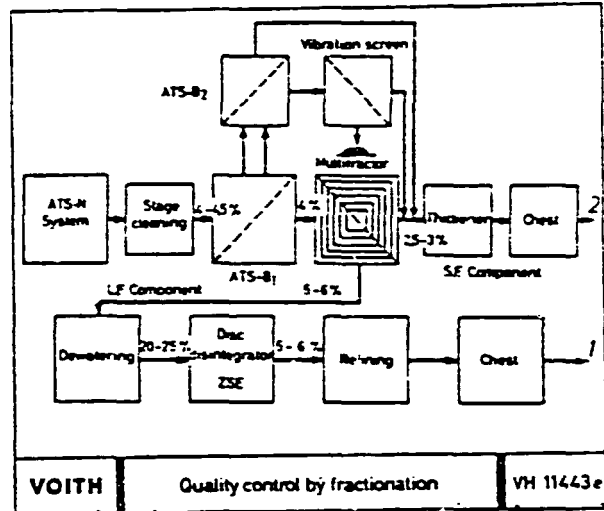 Vibration screen
ATS-B2
Multifractor
ATS-N
System
Stage
cleaning
4-4,5%
4%
ATS-B1
2,5-3%
Thickener
Chest
2
S.F. Component
L.F. Component
5-6%
Dewatering
20-25%
Disc
disintegrator
ZSE
5-6%
Refining
Chest
1
VOITH
Quality control by fractionation
VH 11443e